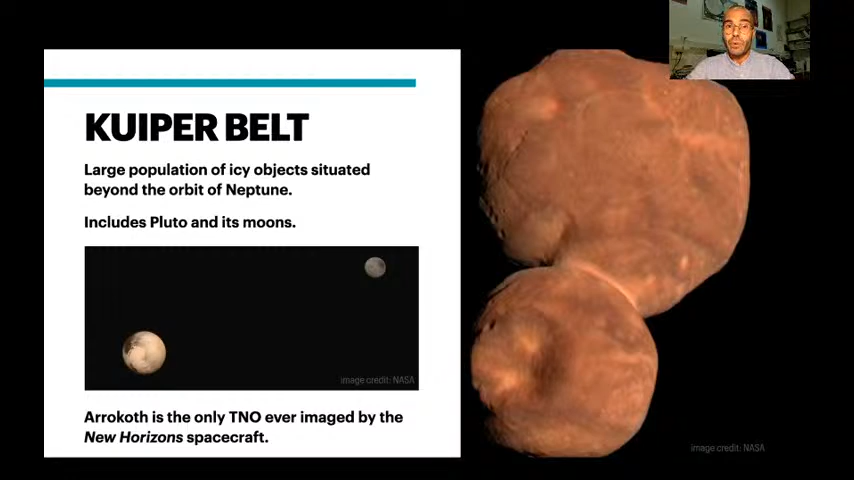 KUIPER BELT
Large population of icy objects situated
beyond the orbit of Neptune.
Includes Pluto and its moons.
image credit: NASA
Arrokoth is the only TNO ever imaged by the
New Horizons spacecraft.
image credit: NASA